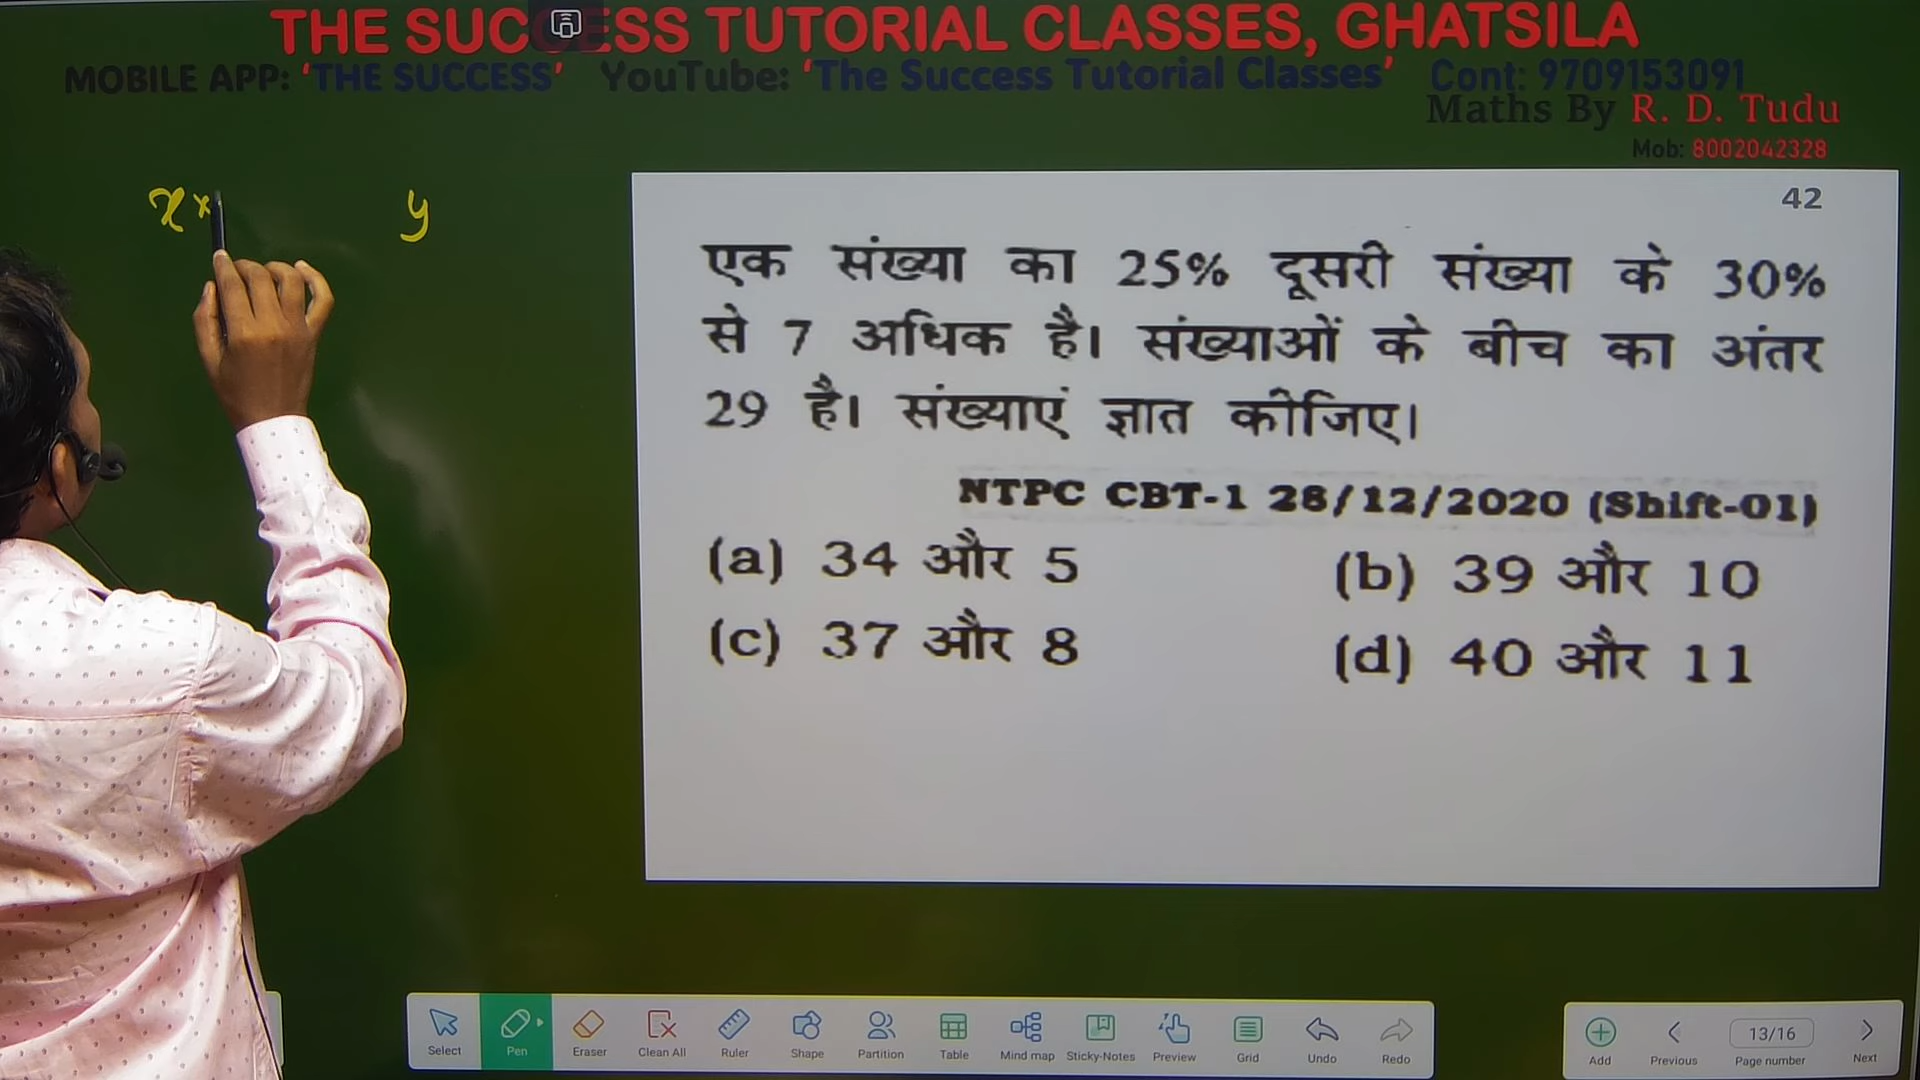 THE SUCCESS TUTORIAL CLASSES, GHATSILA
MOBILE APP: 'THE SUCCESS' YouTube: 'The Success Tutorial Classes' Cont: 9709153091
Maths By R. D. Tudu
Mob: 8002042328
x× y
42
एक संख्या का 25% दूसरी संख्या के 30%
से 7 अधिक है। संख्याओं के बीच का अंतर
29 है। संख्याएं ज्ञात कीजिए।
NTPC CBT-1 28/12/2020 (Shift-01)
(a) 34 और 5 (b) 39 और 10
(c) 37 और 8 (d) 40 और 11
Select Pen Eraser Clean All Ruler Shape Partition Table Mind map Sticky-Notes Preview Grid Undo Redo
13/16
Add Previous Page number Next